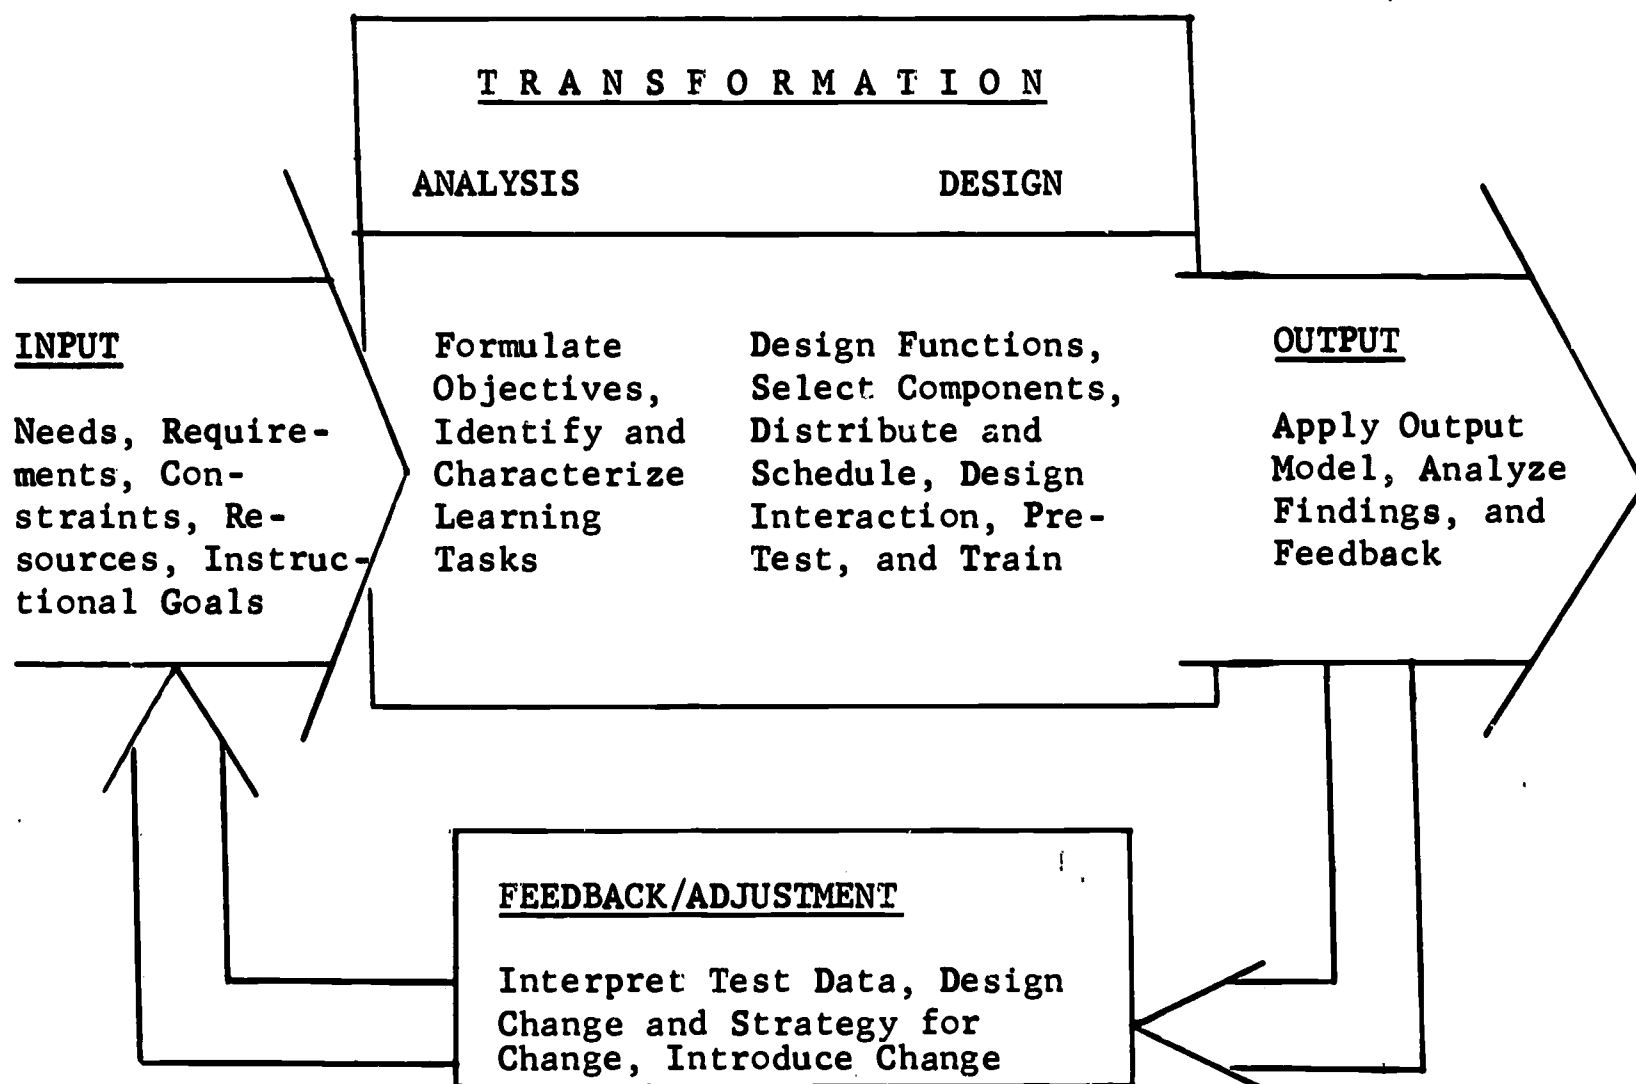 T R A N S F O R M A T I O N
ANALYSIS DESIGN
INPUT
Needs, Require-
ments, Con-
straints, Re-
sources, Instruc-
tional Goals
Formulate
Objectives,
Identify and
Characterize
Learning
Tasks
Design Functions,
Select Components,
Distribute and
Schedule, Design
Interaction, Pre-
Test, and Train
OUTPUT
Apply Output
Model, Analyze
Findings, and
Feedback
FEEDBACK/ADJUSTMENT
Interpret Test Data, Design
Change and Strategy for
Change, Introduce Change